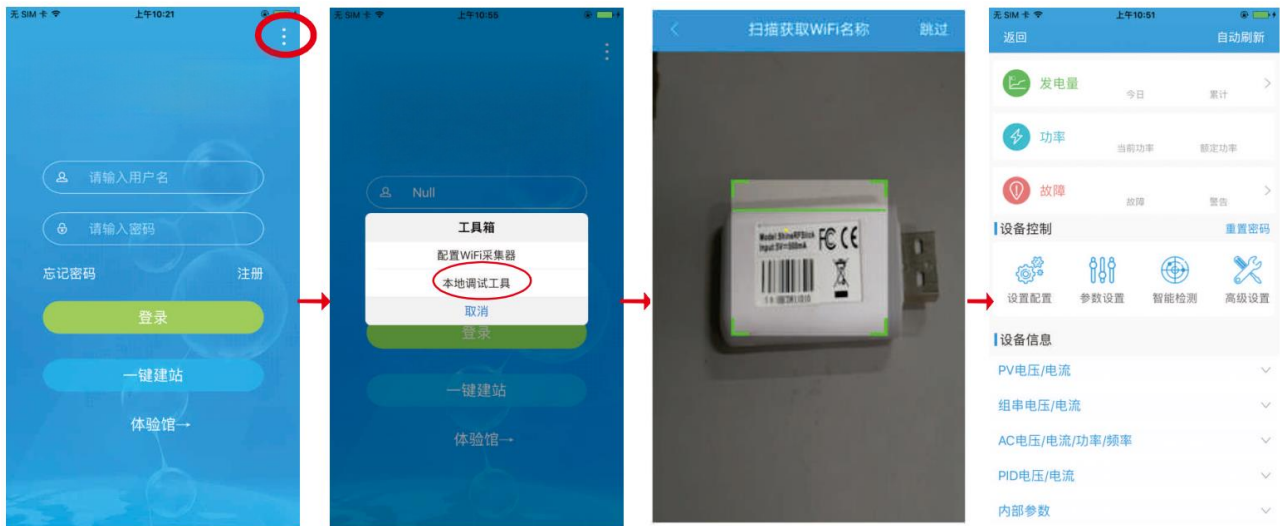 无 SIM 卡
上午10:21
请输入用户名
请输入密码
忘记密码
注册
登录
一键建站
体验馆→
无 SIM 卡
上午10:55
Null
工具箱
配置WiFi采集器
本地调试工具
取消
登录
一键建站
体验馆→
扫描获取WiFi名称
跳过
Input:5V⎓500mA
FC CE
无 SIM 卡
上午10:51
返回
自动刷新
发电量
今日
累计
功率
当前功率
额定功率
故障
故障
警告
设备控制
重置密码
设置配置
参数设置
智能检测
高级设置
设备信息
PV电压/电流
组串电压/电流
AC电压/电流/功率/频率
PID电压/电流
内部参数